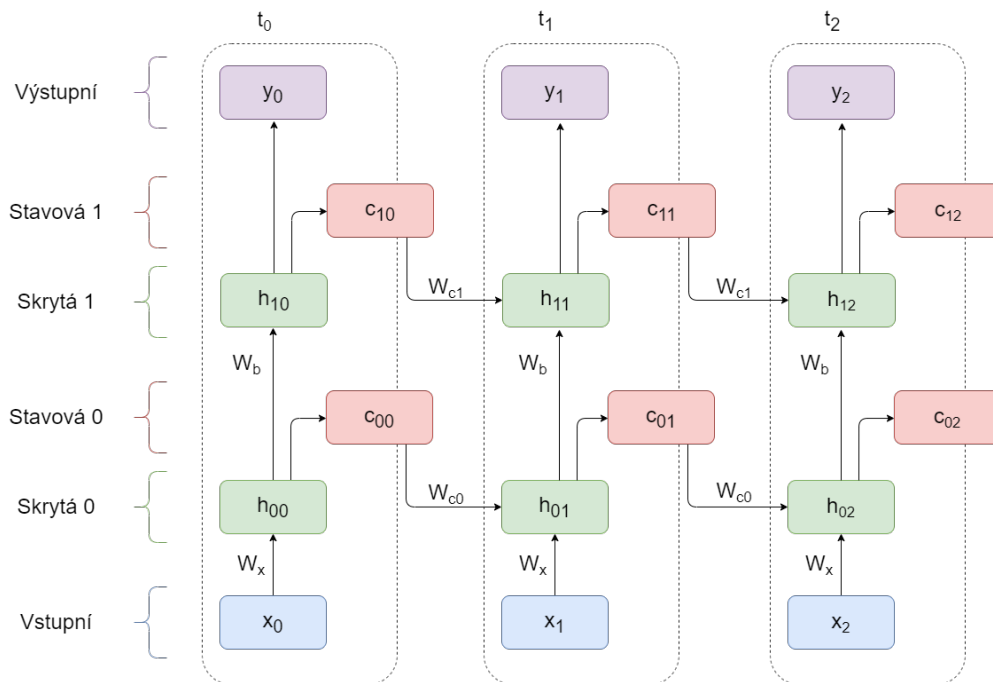 t0 t1 t2
Výstupní y0 y1 y2
Stavová 1 c10 c11 c12
Skrytá 1 h10 Wc1 h11 Wc1 h12
Wb Wb Wb
Stavová 0 c00 c01 c02
Skrytá 0 h00 Wc0 h01 Wc0 h02
Wx Wx Wx
Vstupní x0 x1 x2